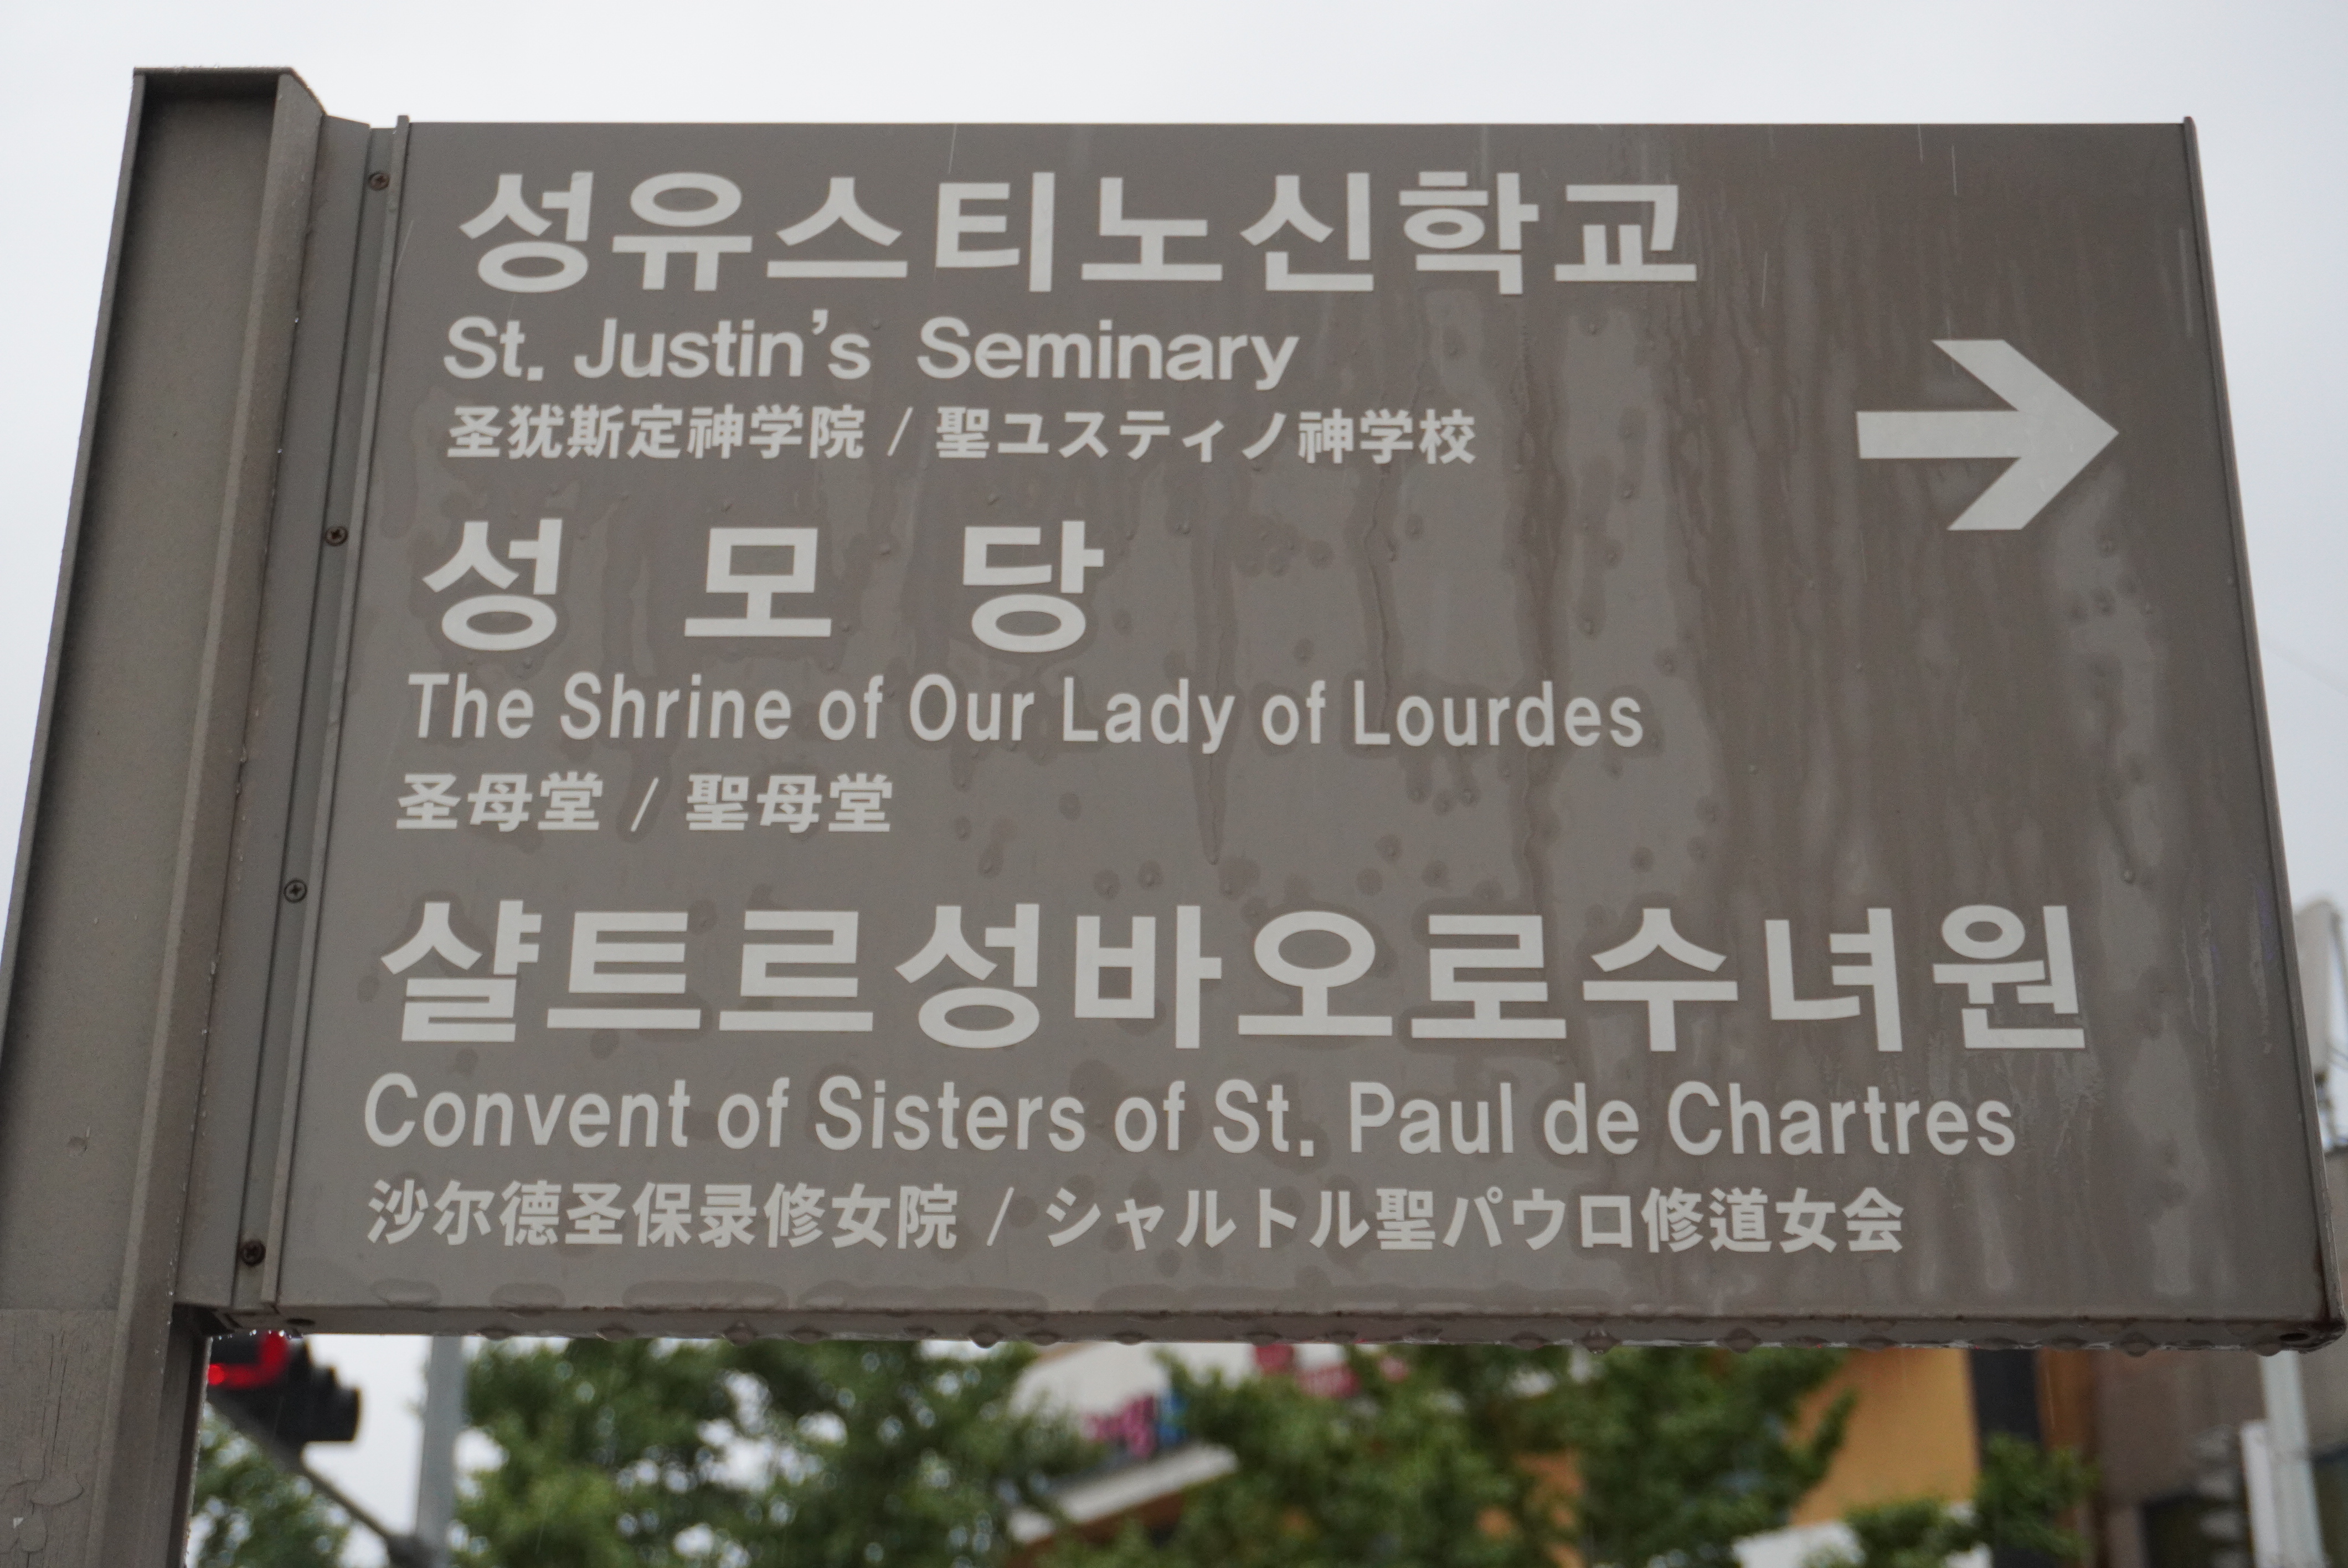 성유스티노신학교
St. Justin's Seminary
圣犹斯定神学院 / 聖ユスティノ神学校
성 모 당
The Shrine of Our Lady of Lourdes
圣母堂 / 聖母堂
샬트르성바오로수녀원
Convent of Sisters of St. Paul de Chartres
沙尔德圣保录修女院 / シャルトル聖パウロ修道女会